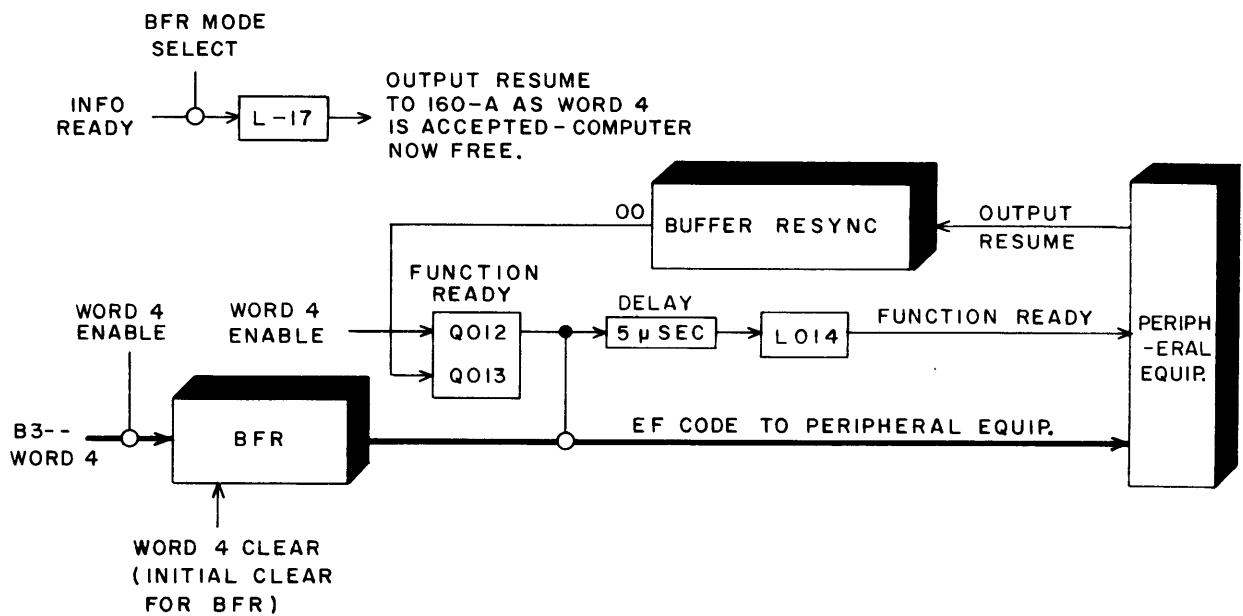 BFR MODE
SELECT
INFO
READY
L-17
OUTPUT RESUME
TO 160-A AS WORD 4
IS ACCEPTED-COMPUTER
NOW FREE.
00
BUFFER RESYNC
OUTPUT
RESUME
FUNCTION
READY
WORD 4
ENABLE
WORD 4
ENABLE
Q012
Q013
DELAY
5 μ SEC
L014
FUNCTION READY
PERIPH
-ERAL
EQUIP.
B3--
WORD 4
BFR
EF CODE TO PERIPHERAL EQUIP.
WORD 4 CLEAR
(INITIAL CLEAR
FOR BFR)